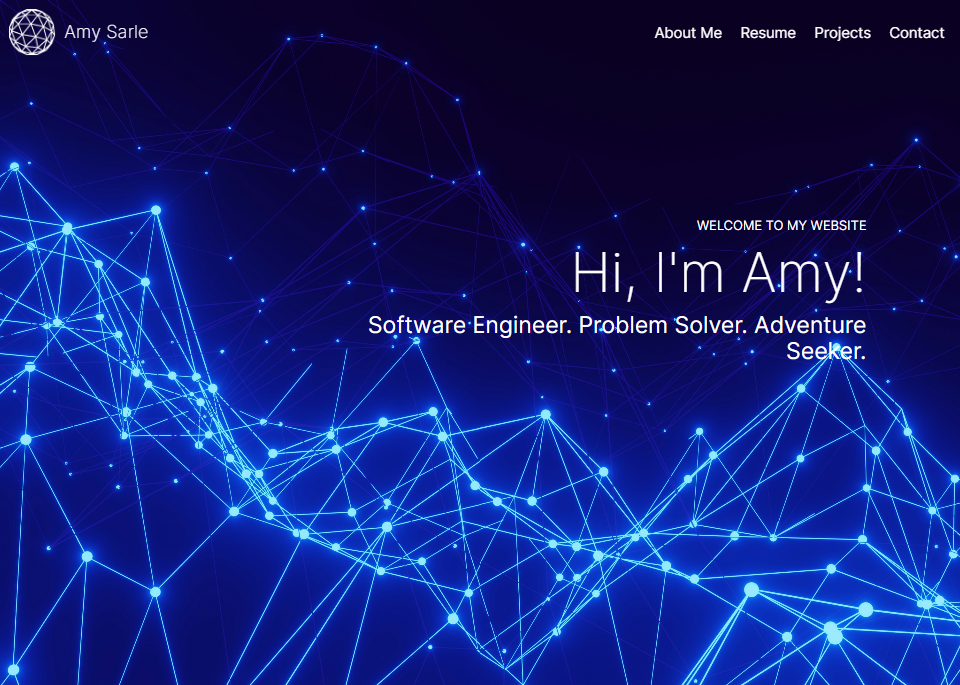 Amy Sarle
About Me Resume Projects Contact
WELCOME TO MY WEBSITE
Hi, I'm Amy!
Software Engineer. Problem Solver. Adventure
Seeker.